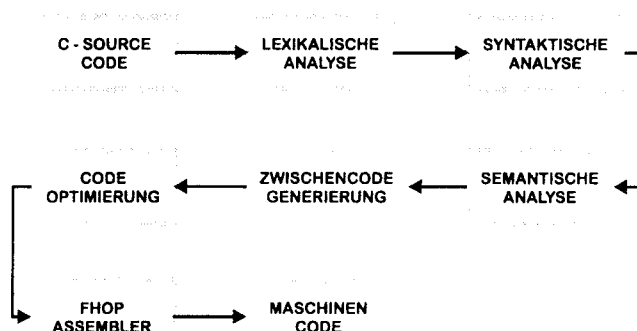 C - SOURCE
CODE
LEXIKALISCHE
ANALYSE
SYNTAKTISCHE
ANALYSE
CODE
OPTIMIERUNG
ZWISCHENCODE
GENERIERUNG
SEMANTISCHE
ANALYSE
FHOP
ASSEMBLER
MASCHINEN
CODE